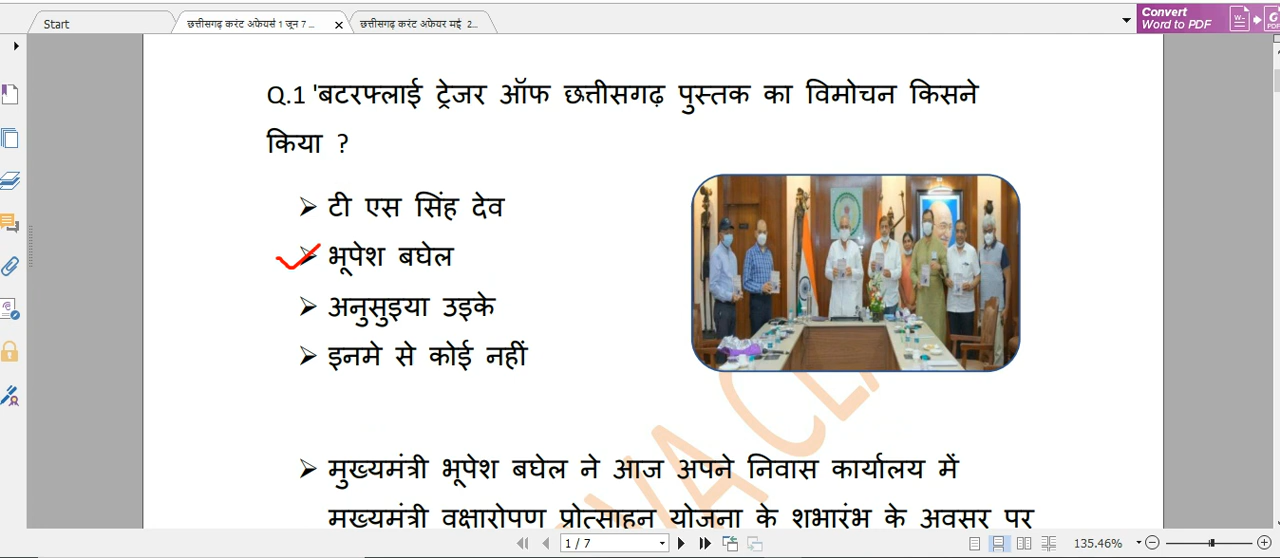 Start
छत्तीसगढ़ करंट अफेयर्स 1 जून 7 ...
छत्तीसगढ़ करंट अफेयर मई 2...
Convert
Word to PDF
Q.1 'बटरफ्लाई ट्रेजर ऑफ छत्तीसगढ़ पुस्तक का विमोचन किसने
किया ?
टी एस सिंह देव
भूपेश बघेल
अनुसुइया उइके
इनमे से कोई नहीं
मुख्यमंत्री भूपेश बघेल ने आज अपने निवास कार्यालय में
मुख्यमंत्री वृक्षारोपण प्रोत्साहन योजना के शुभारंभ के अवसर पर
1 / 7
135.46%